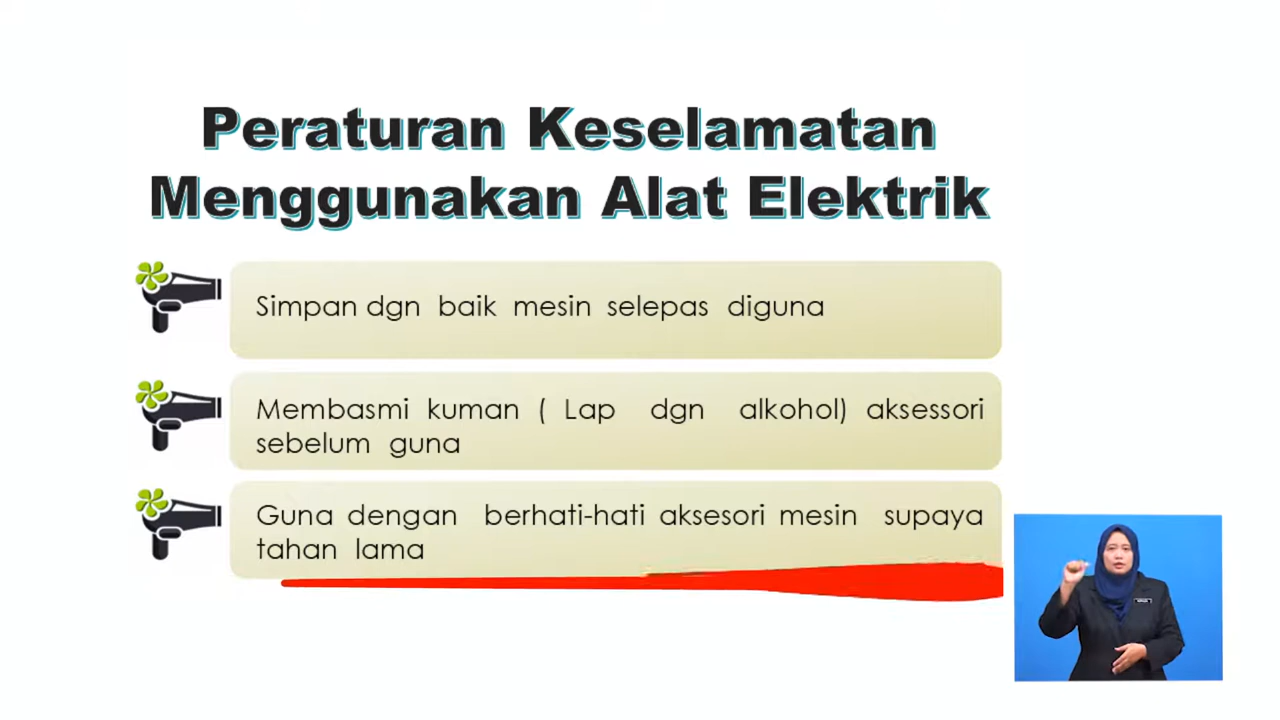 Peraturan Keselamatan
Menggunakan Alat Elektrik
Simpan dgn baik mesin selepas diguna
Membasmi kuman ( Lap dgn alkohol) aksessori
sebelum guna
Guna dengan berhati-hati aksesori mesin supaya
tahan lama